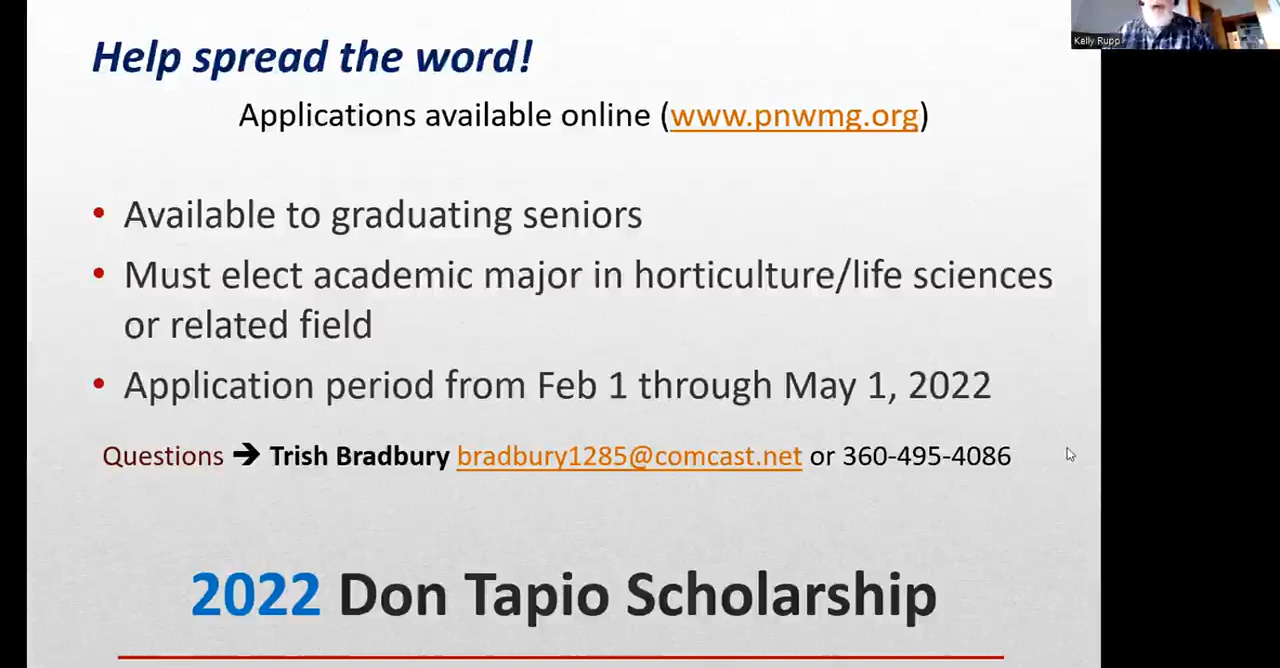 Help spread the word!
Kelly Rupp
Applications available online (www.pnwmg.org)
• Available to graduating seniors
• Must elect academic major in horticulture/life sciences
or related field
• Application period from Feb 1 through May 1, 2022
Questions ➔ Trish Bradbury bradbury1285@comcast.net or 360-495-4086
2022 Don Tapio Scholarship